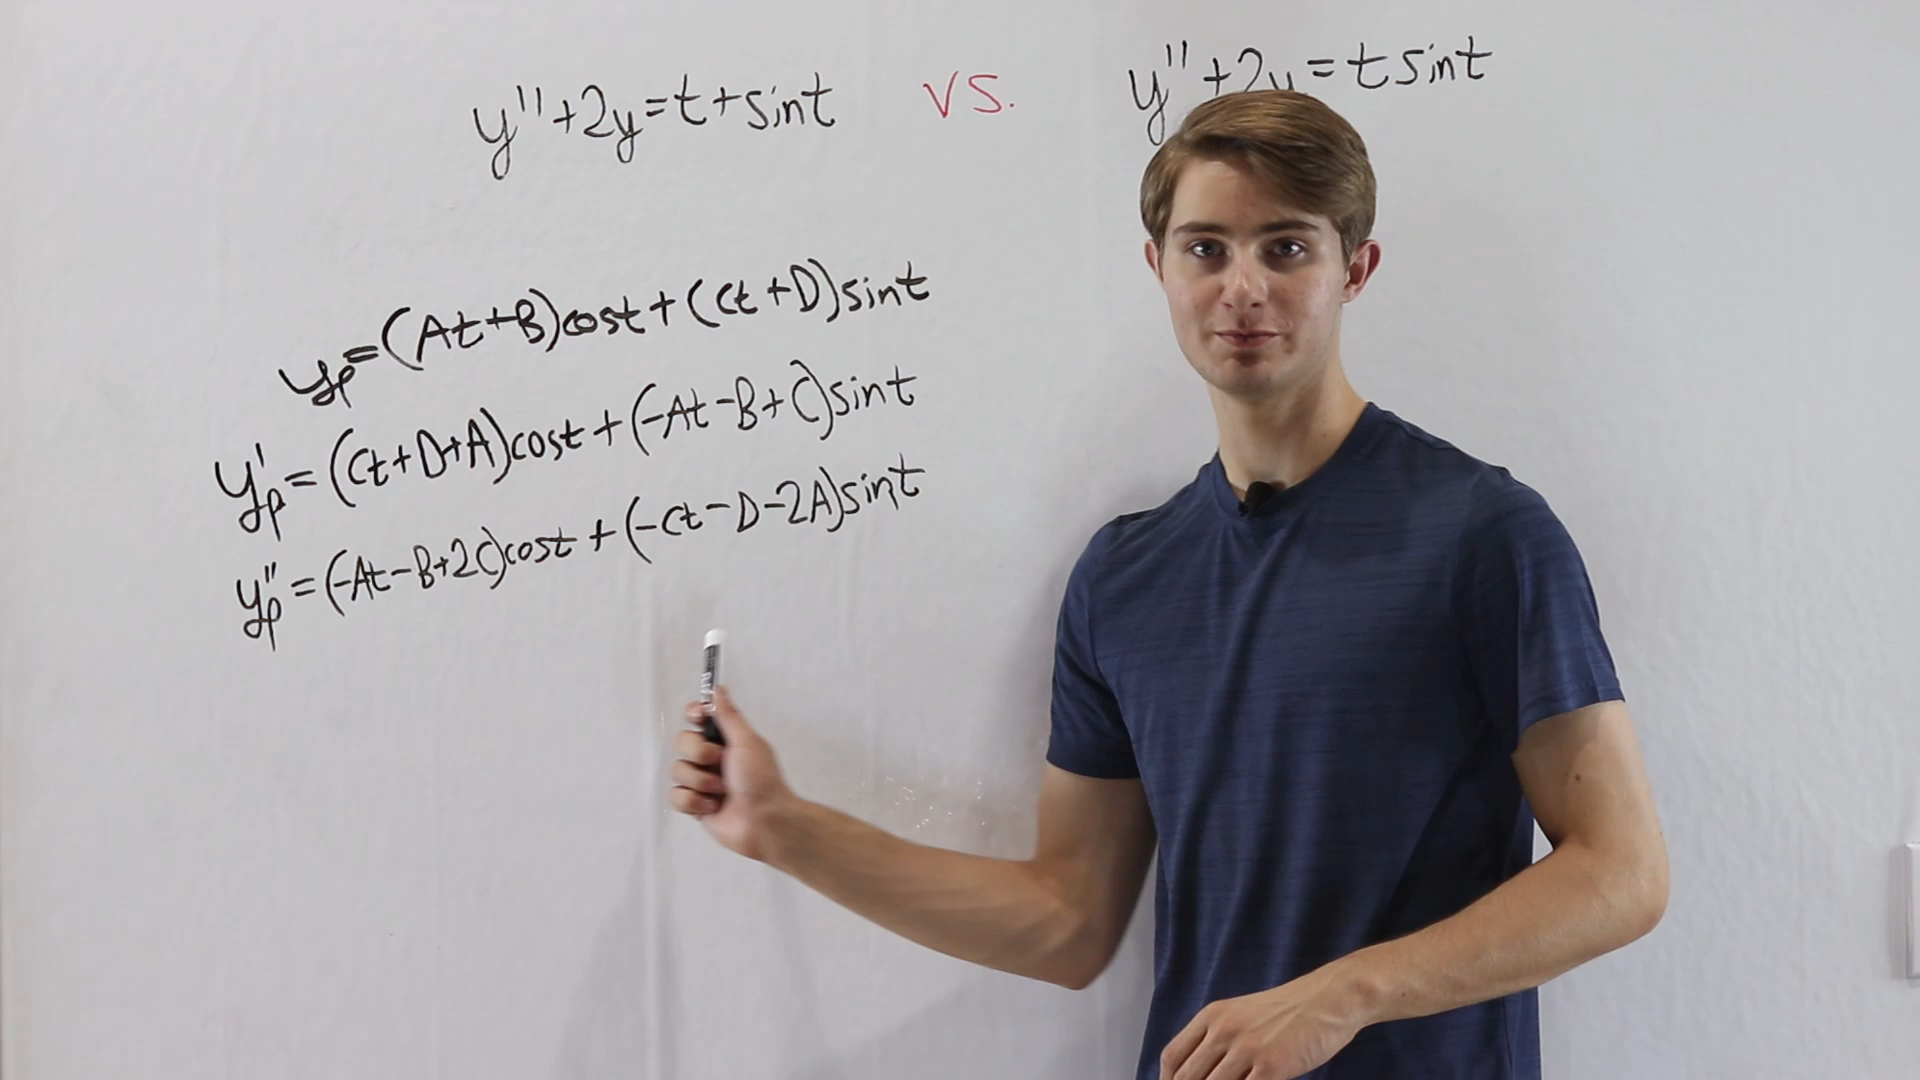 y''+2y=t+sint vs. y''+2y=tsint
yp=(At+B)cost+(Ct+D)sint
y'p=(Ct+D+A)cost+(-At-B+C)sint
y''p=(-At-B+2C)cost+(-Ct-D-2A)sint